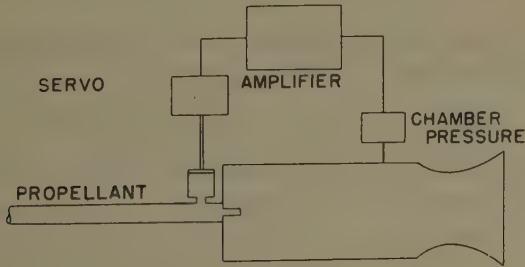 SERVO
AMPLIFIER
CHAMBER
PRESSURE
PROPELLANT